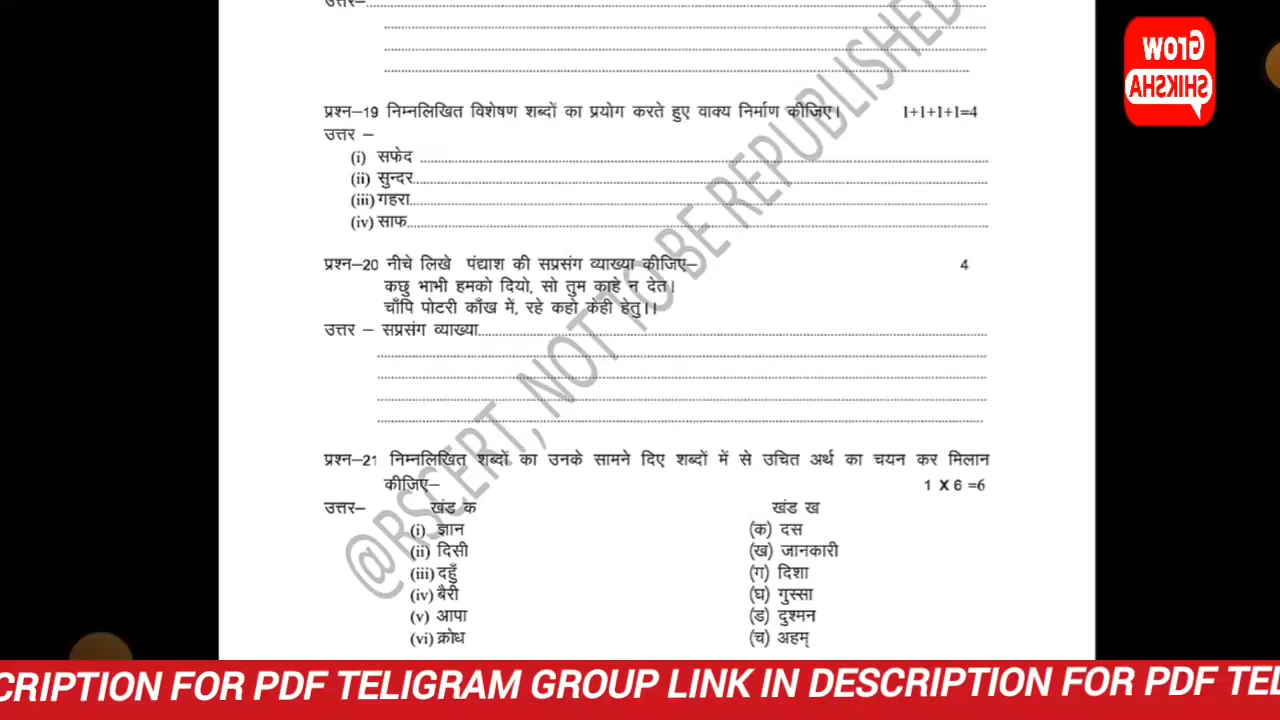 उत्तर–
प्रश्न–19 निम्नलिखित विशेषण शब्दों का प्रयोग करते हुए वाक्य निर्माण कीजिए। 1+1+1+1=4
उत्तर –
(i) सफेद
(ii) सुन्दर
(iii) गहरा
(iv) साफ
प्रश्न–20 नीचे लिखे पंद्याश की सप्रसंग व्याख्या कीजिए– 4
कछु भाभी हमको दियो, सो तुम काहे न देत।
चाँपि पोटरी काँख में, रहे कहो केही हेतु।।
उत्तर – सप्रसंग व्याख्या
प्रश्न–21 निम्नलिखित शब्दों का उनके सामने दिए शब्दों में से उचित अर्थ का चयन कर मिलान
कीजिए– 1 X 6 =6
उत्तर– खंड क खंड ख
(i) ज्ञान (क) दस
(ii) दिसी (ख) जानकारी
(iii) दहुँ (ग) दिशा
(iv) बैरी (घ) गुस्सा
(v) आपा (ड) दुश्मन
(vi) क्रोध (च) अहम्
@RSCERT, NOT TO BE REPUBLISHED
Grow
SHIKSHA
CRIPTION FOR PDF TELIGRAM GROUP LINK IN DESCRIPTION FOR PDF TEL